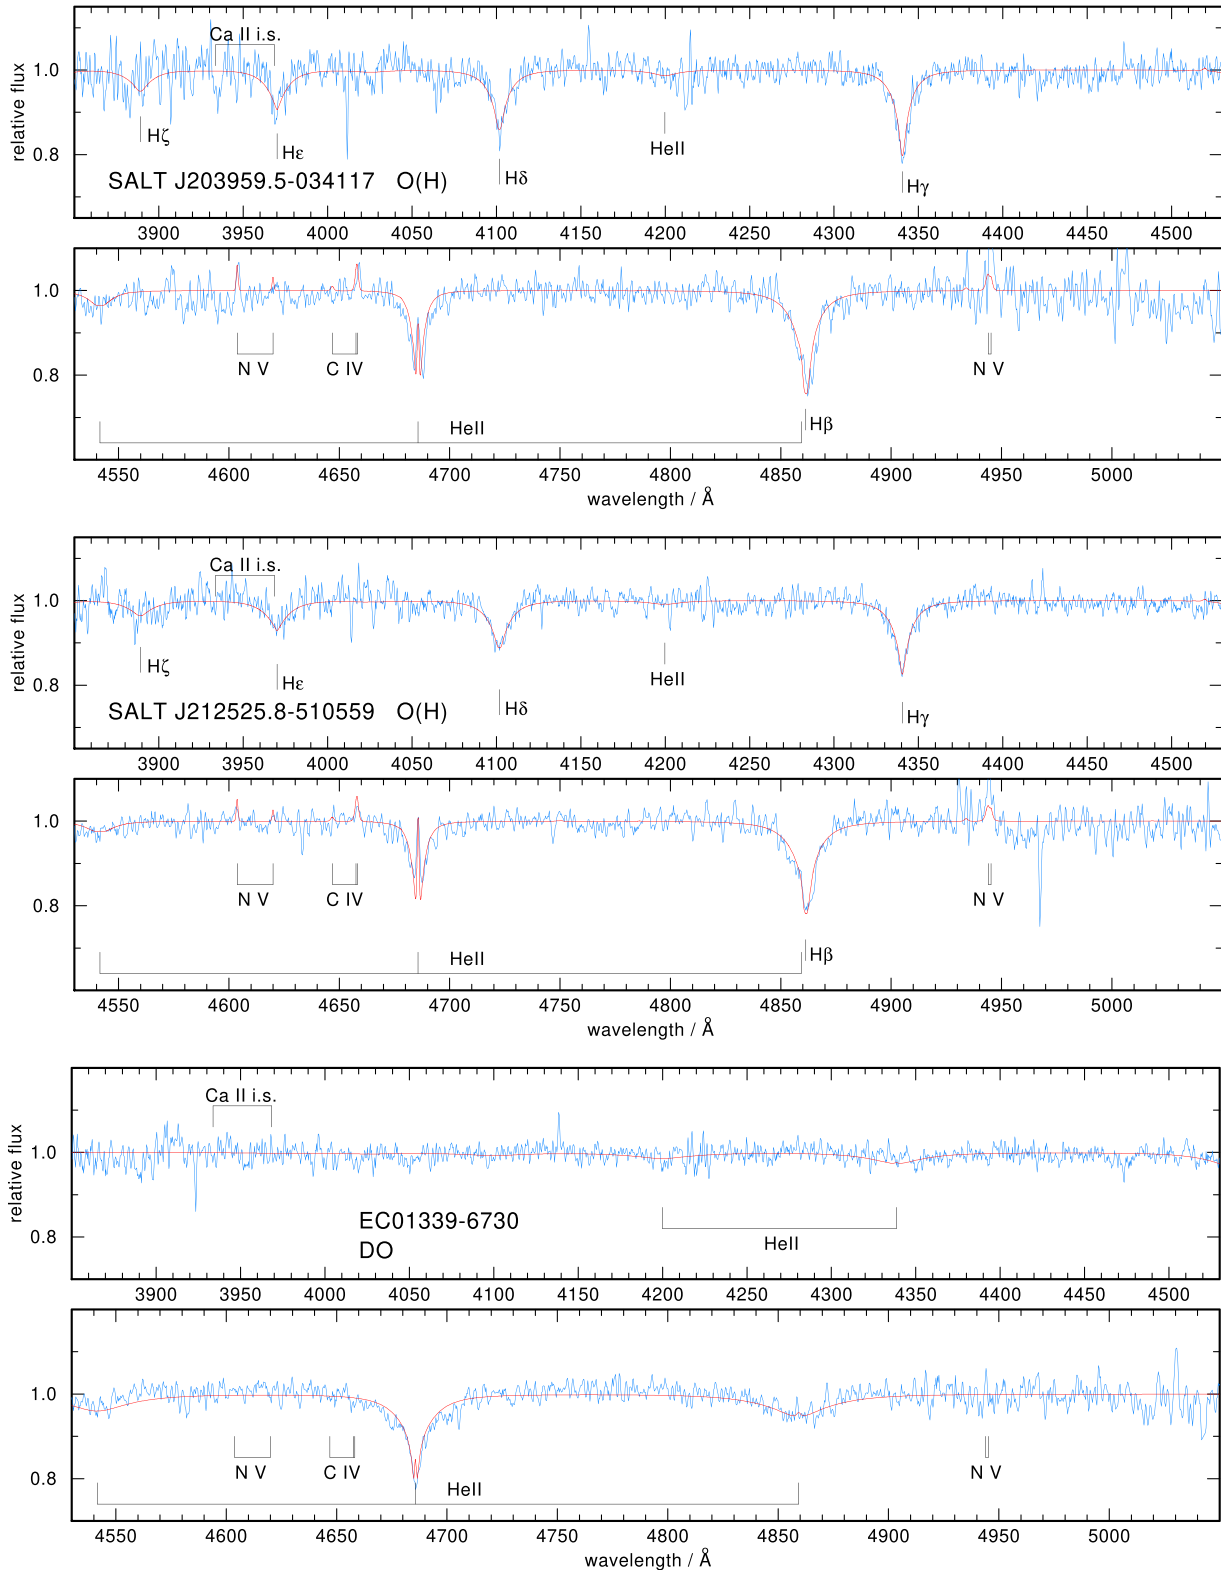 Ca II i.s.
relative flux
1.0
0.8
Hζ
Hε
Hδ
HeII
Hγ
SALT J203959.5-034117 O(H)
3900 3950 4000 4050 4100 4150 4200 4250 4300 4350 4400 4450 4500
1.0
0.8
N V
C IV
N V
HeII
Hβ
4550 4600 4650 4700 4750 4800 4850 4900 4950 5000
wavelength / Å
Ca II i.s.
relative flux
1.0
0.8
Hζ
Hε
Hδ
HeII
Hγ
SALT J212525.8-510559 O(H)
3900 3950 4000 4050 4100 4150 4200 4250 4300 4350 4400 4450 4500
1.0
0.8
N V
C IV
N V
HeII
Hβ
4550 4600 4650 4700 4750 4800 4850 4900 4950 5000
wavelength / Å
Ca II i.s.
relative flux
1.0
0.8
EC01339-6730
DO
HeII
3900 3950 4000 4050 4100 4150 4200 4250 4300 4350 4400 4450 4500
1.0
0.8
N V
C IV
N V
HeII
4550 4600 4650 4700 4750 4800 4850 4900 4950 5000
wavelength / Å